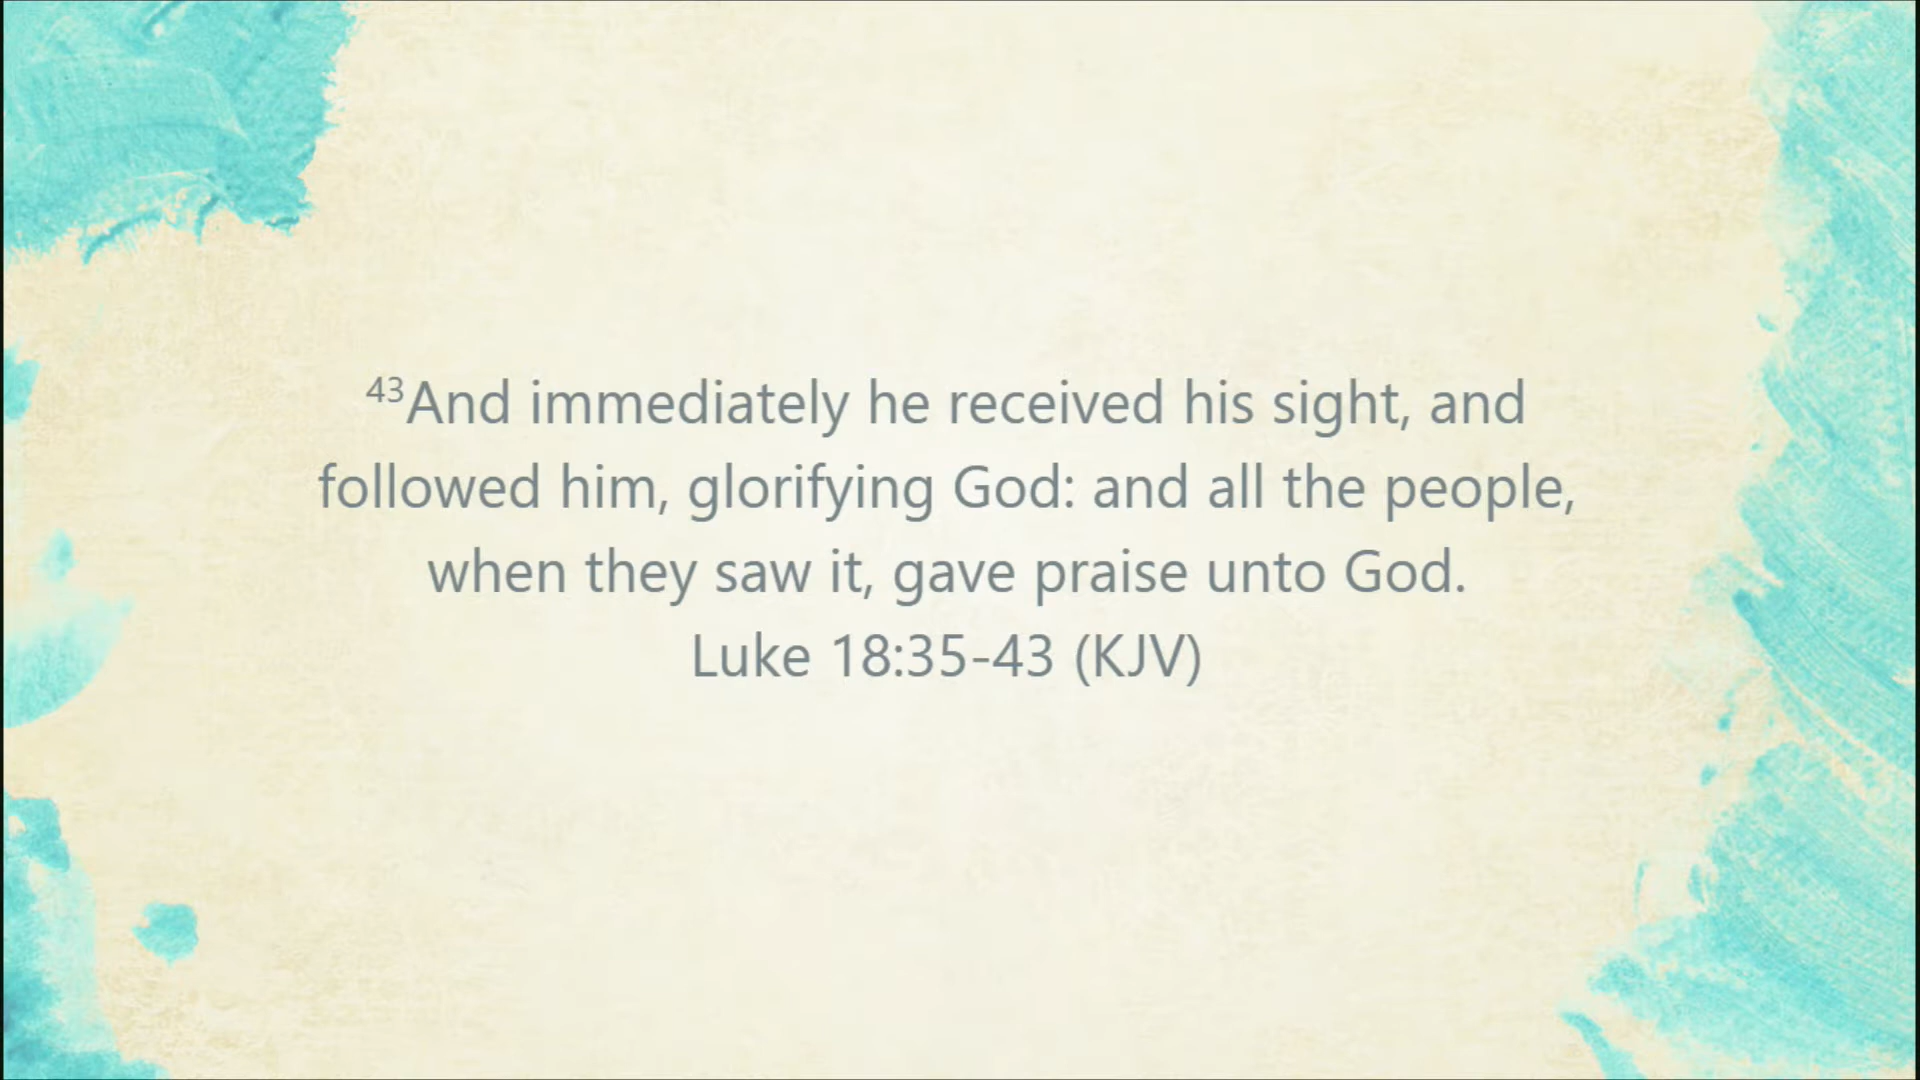 43And immediately he received his sight, and
followed him, glorifying God: and all the people,
when they saw it, gave praise unto God.
Luke 18:35-43 (KJV)